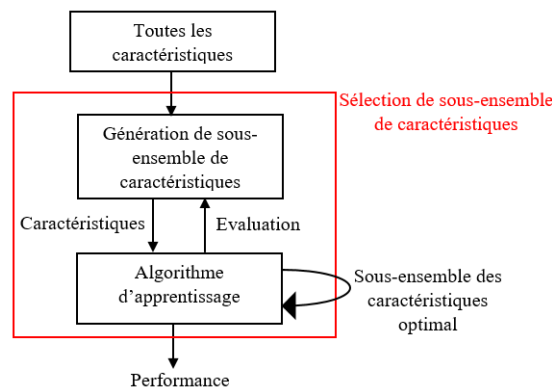 Toutes les
caractéristiques
Sélection de sous-ensemble
de caractéristiques
Génération de sous-
ensemble de
caractéristiques
Caractéristiques
Evaluation
Algorithme
d'apprentissage
Sous-ensemble des
caractéristiques
optimal
Performance